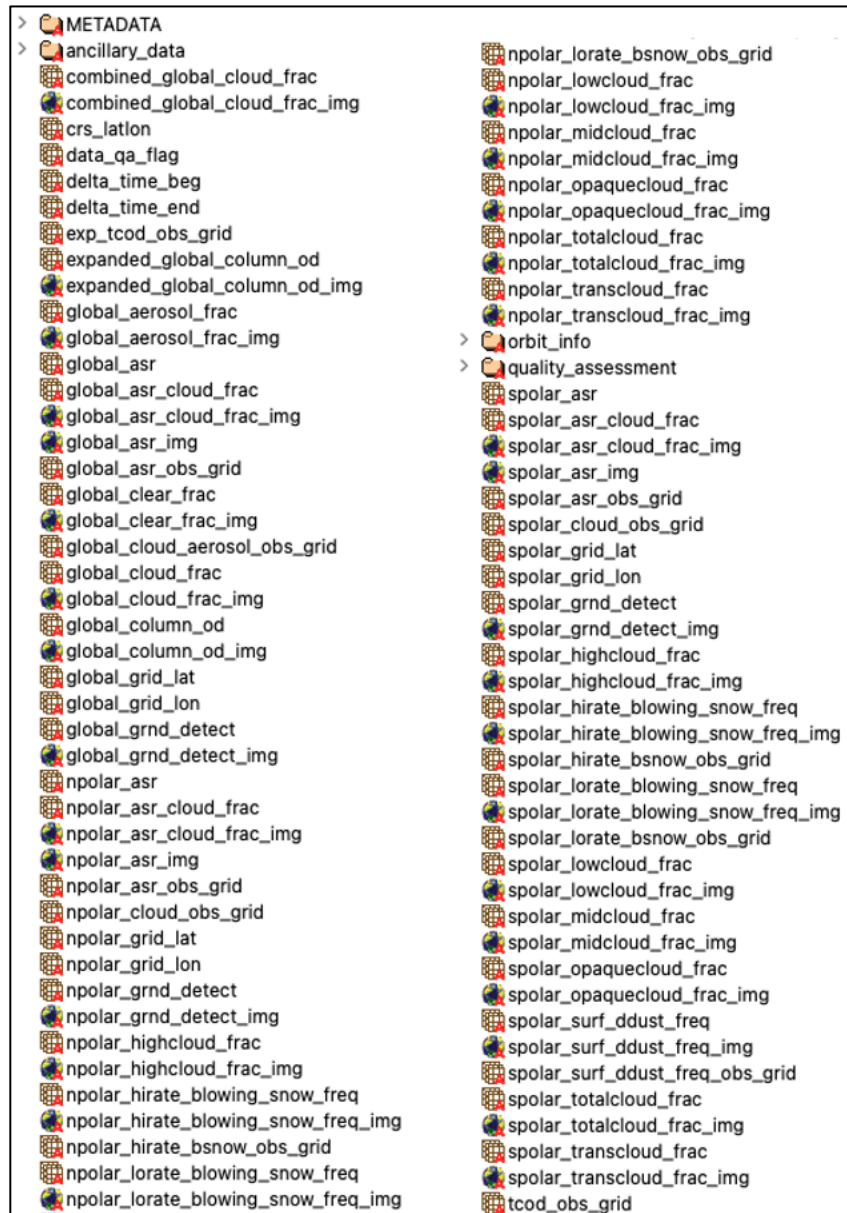 METADATA
ancillary_data
combined_global_cloud_frac
combined_global_cloud_frac_img
crs_latlon
data_qa_flag
delta_time_beg
delta_time_end
exp_tcod_obs_grid
expanded_global_column_od
expanded_global_column_od_img
global_aerosol_frac
global_aerosol_frac_img
global_asr
global_asr_cloud_frac
global_asr_cloud_frac_img
global_asr_img
global_asr_obs_grid
global_clear_frac
global_clear_frac_img
global_cloud_aerosol_obs_grid
global_cloud_frac
global_cloud_frac_img
global_column_od
global_column_od_img
global_grid_lat
global_grid_lon
global_grnd_detect
global_grnd_detect_img
npolar_asr
npolar_asr_cloud_frac
npolar_asr_cloud_frac_img
npolar_asr_img
npolar_asr_obs_grid
npolar_cloud_obs_grid
npolar_grid_lat
npolar_grid_lon
npolar_grnd_detect
npolar_grnd_detect_img
npolar_highcloud_frac
npolar_highcloud_frac_img
npolar_hirate_blowing_snow_freq
npolar_hirate_blowing_snow_freq_img
npolar_hirate_bsnow_obs_grid
npolar_lorate_blowing_snow_freq
npolar_lorate_blowing_snow_freq_img
npolar_lorate_bsnow_obs_grid
npolar_lowcloud_frac
npolar_lowcloud_frac_img
npolar_midcloud_frac
npolar_midcloud_frac_img
npolar_opaquecloud_frac
npolar_opaquecloud_frac_img
npolar_totalcloud_frac
npolar_totalcloud_frac_img
npolar_transcloud_frac
npolar_transcloud_frac_img
orbit_info
quality_assessment
spolar_asr
spolar_asr_cloud_frac
spolar_asr_cloud_frac_img
spolar_asr_img
spolar_asr_obs_grid
spolar_cloud_obs_grid
spolar_grid_lat
spolar_grid_lon
spolar_grnd_detect
spolar_grnd_detect_img
spolar_highcloud_frac
spolar_highcloud_frac_img
spolar_hirate_blowing_snow_freq
spolar_hirate_blowing_snow_freq_img
spolar_hirate_bsnow_obs_grid
spolar_lorate_blowing_snow_freq
spolar_lorate_blowing_snow_freq_img
spolar_lorate_bsnow_obs_grid
spolar_lowcloud_frac
spolar_lowcloud_frac_img
spolar_midcloud_frac
spolar_midcloud_frac_img
spolar_opaquecloud_frac
spolar_opaquecloud_frac_img
spolar_surf_ddust_freq
spolar_surf_ddust_freq_img
spolar_surf_ddust_freq_obs_grid
spolar_totalcloud_frac
spolar_totalcloud_frac_img
spolar_transcloud_frac
spolar_transcloud_frac_img
tcod_obs_grid